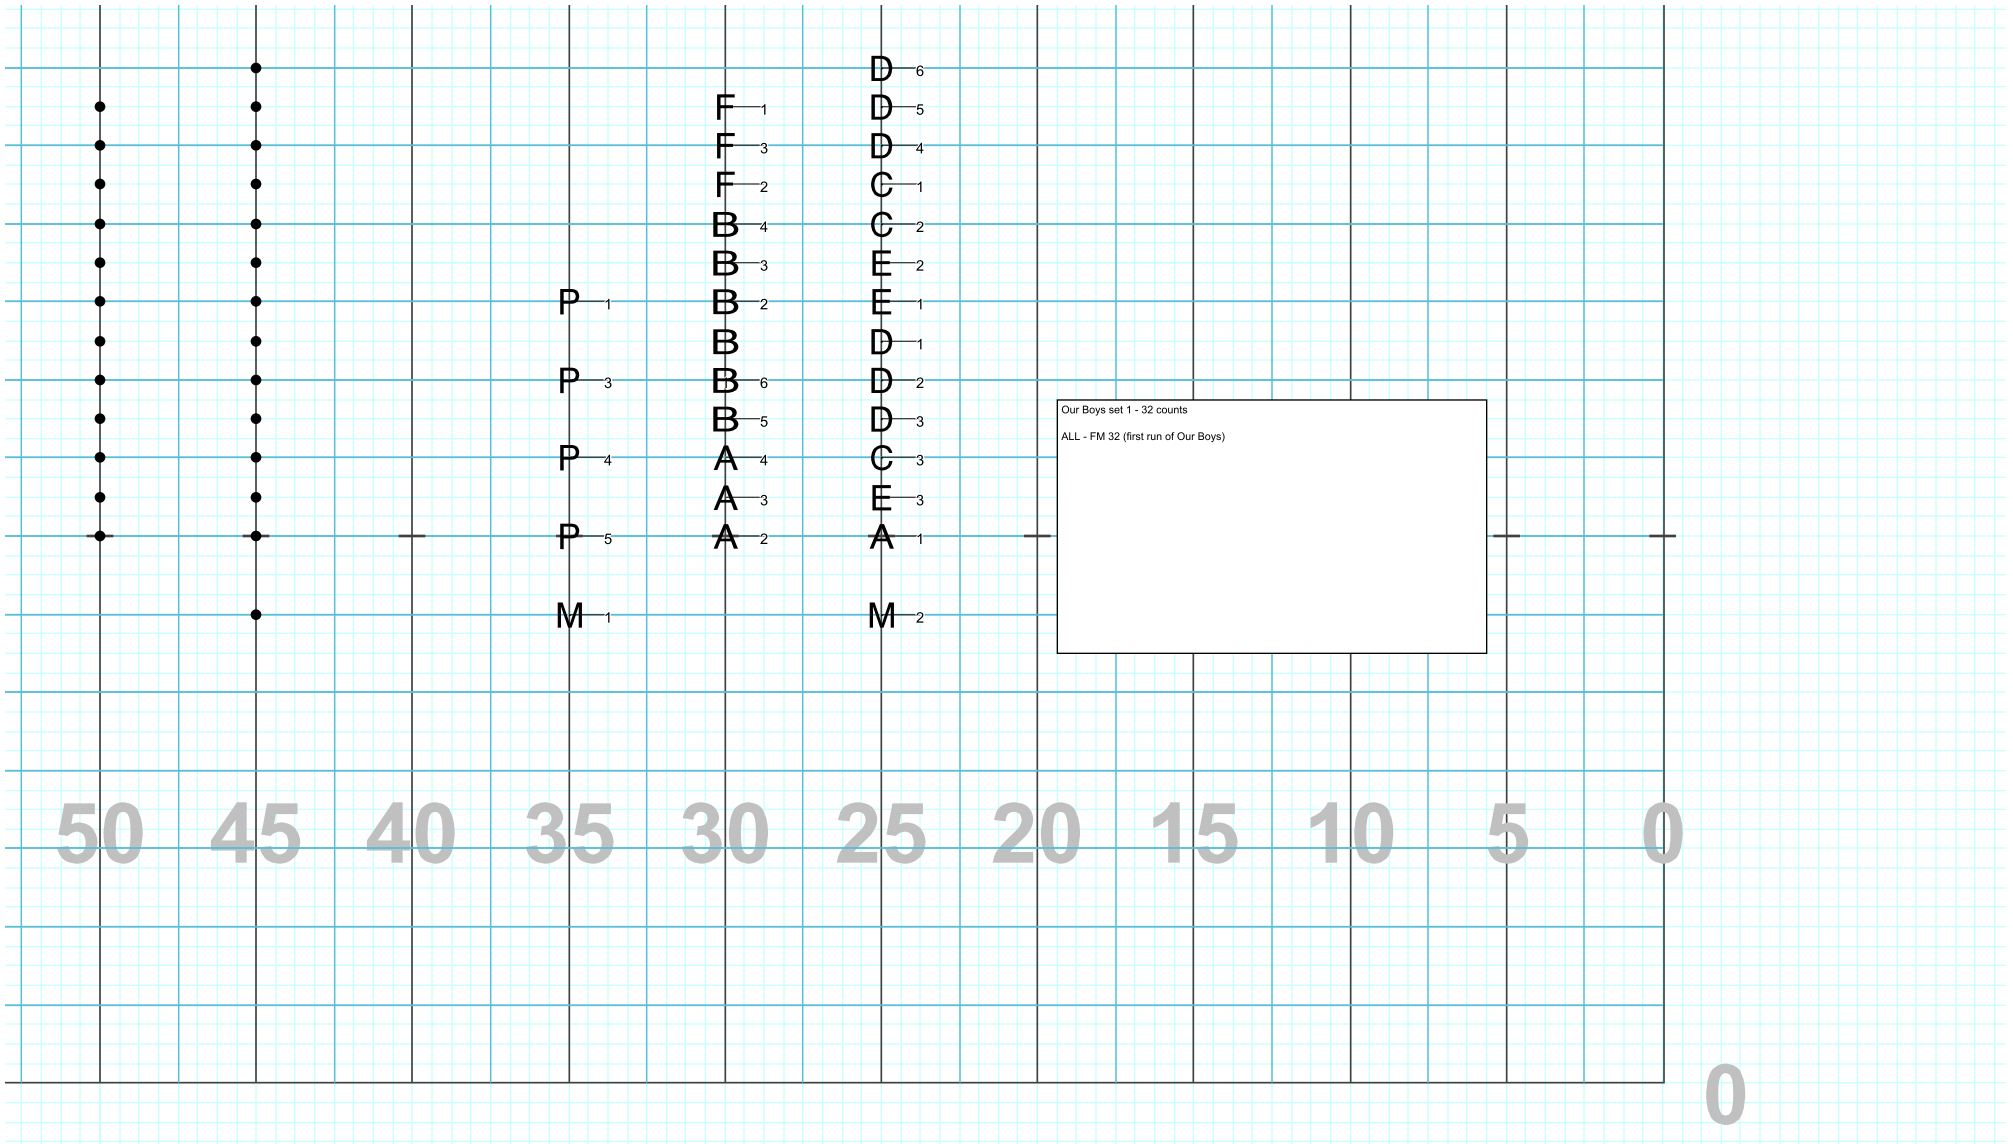 D 6
F 1 D 5
F 3 D 4
F 2 C 1
B 4 C 2
B 3 E 2
P 1 B 2 E 1
B D 1
P 3 B 6 D 2
B 5 D 3
Our Boys set 1 - 32 counts
ALL - FM 32 (first run of Our Boys)
P 4 A 4 C 3
A 3 E 3
P 5 A 2 A 1
M 1 M 2
50 45 40 35 30 25 20 15 10 5 0
0